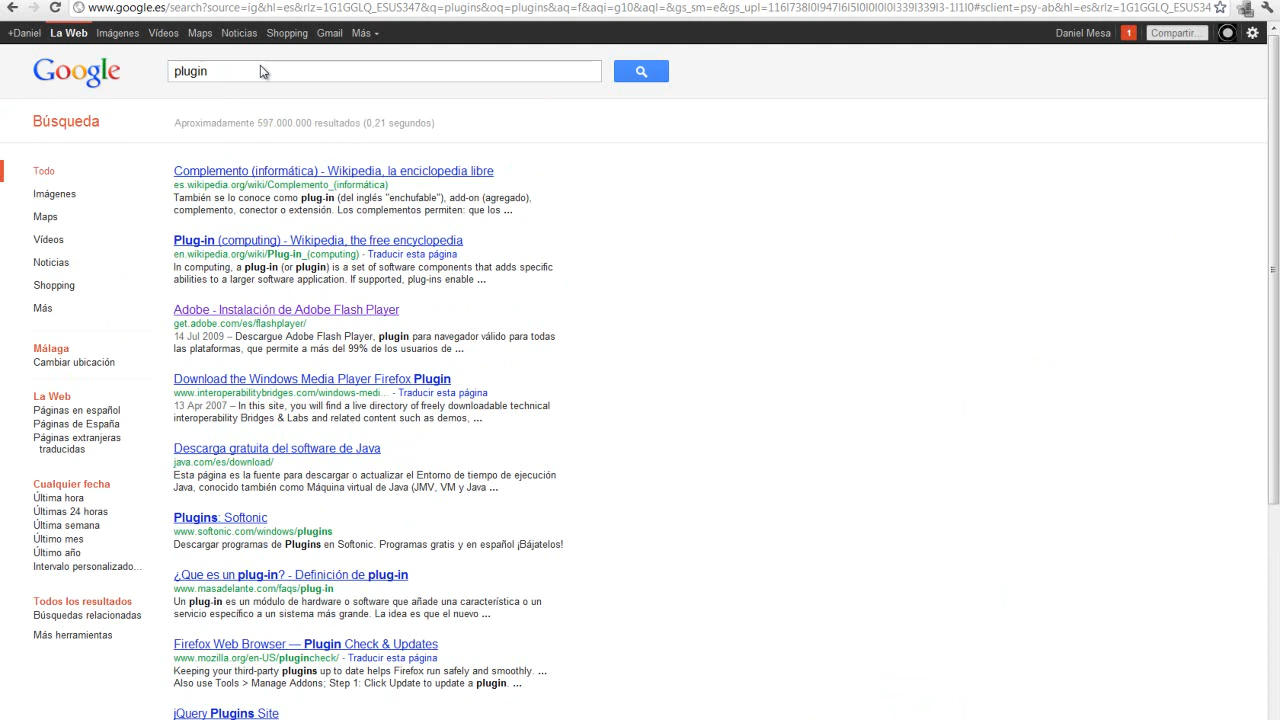 www.google.es/search?source=ig&hl=es&rlz=1G1GGLQ_ESUS347&q=plugins&oq=plugins&aq=f&aqi=g10&aql=&gs_sm=e&gs_upl=116l738l0l947l6l5l0l0l0l0l339l339l3-1l1l0#sclient=psy-ab&hl=es&rlz=1G1GGLQ_ESUS34
+Daniel La Web Imágenes Vídeos Maps Noticias Shopping Gmail Más
Daniel Mesa 1 Compartir...
Google
plugin
Búsqueda
Aproximadamente 597.000.000 resultados (0,21 segundos)
Todo
Imágenes
Maps
Vídeos
Noticias
Shopping
Más
Málaga
Cambiar ubicación
La Web
Páginas en español
Páginas de España
Páginas extranjeras
traducidas
Cualquier fecha
Última hora
Últimas 24 horas
Última semana
Último mes
Último año
Intervalo personalizado...
Todos los resultados
Búsquedas relacionadas
Más herramientas
Complemento (informática) - Wikipedia, la enciclopedia libre
es.wikipedia.org/wiki/Complemento_(informática)
También se lo conoce como plug-in (del inglés "enchufable"), add-on (agregado),
complemento, conector o extensión. Los complementos permiten: que los ...
Plug-in (computing) - Wikipedia, the free encyclopedia
en.wikipedia.org/wiki/Plug-in_(computing) - Traducir esta página
In computing, a plug-in (or plugin) is a set of software components that adds specific
abilities to a larger software application. If supported, plug-ins enable ...
Adobe - Instalación de Adobe Flash Player
get.adobe.com/es/flashplayer/
14 Jul 2009 – Descargue Adobe Flash Player, plugin para navegador válido para todas
las plataformas, que permite a más del 99% de los usuarios de ...
Download the Windows Media Player Firefox Plugin
www.interoperabilitybridges.com/windows-medi... - Traducir esta página
13 Apr 2007 – In this site, you will find a live directory of freely downloadable technical
interoperability Bridges & Labs and related content such as demos, ...
Descarga gratuita del software de Java
java.com/es/download/
Esta página es la fuente para descargar o actualizar el Entorno de tiempo de ejecución
Java, conocido también como Máquina virtual de Java (JMV, VM y Java ...
Plugins: Softonic
www.softonic.com/windows/plugins
Descargar programas de Plugins en Softonic. Programas gratis y en español ¡Bájatelos!
¿Que es un plug-in? - Definición de plug-in
www.masadelante.com/faqs/plug-in
Un plug-in es un módulo de hardware o software que añade una característica o un
servicio específico a un sistema más grande. La idea es que el nuevo ...
Firefox Web Browser — Plugin Check & Updates
www.mozilla.org/en-US/plugincheck/ - Traducir esta página
Keeping your third-party plugins up to date helps Firefox run safely and smoothly. ...
Also use Tools > Manage Addons; Step 1: Click Update to update a plugin. ...
jQuery Plugins Site